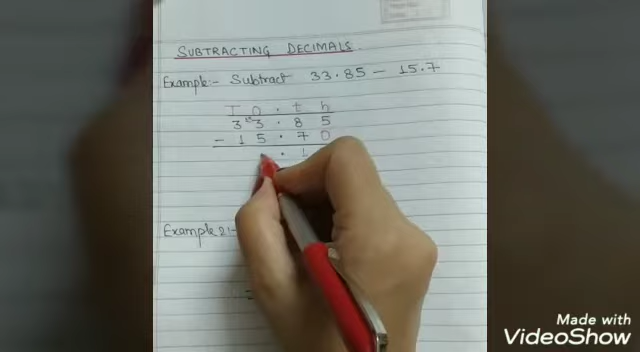 SUBTRACTING DECIMALS.
Example:- Subtract 33.85 - 15.7
T O . t h
3 3 . 8 5
- 1 5 . 7 0
. 1
Example 2:-
Made with
VideoShow